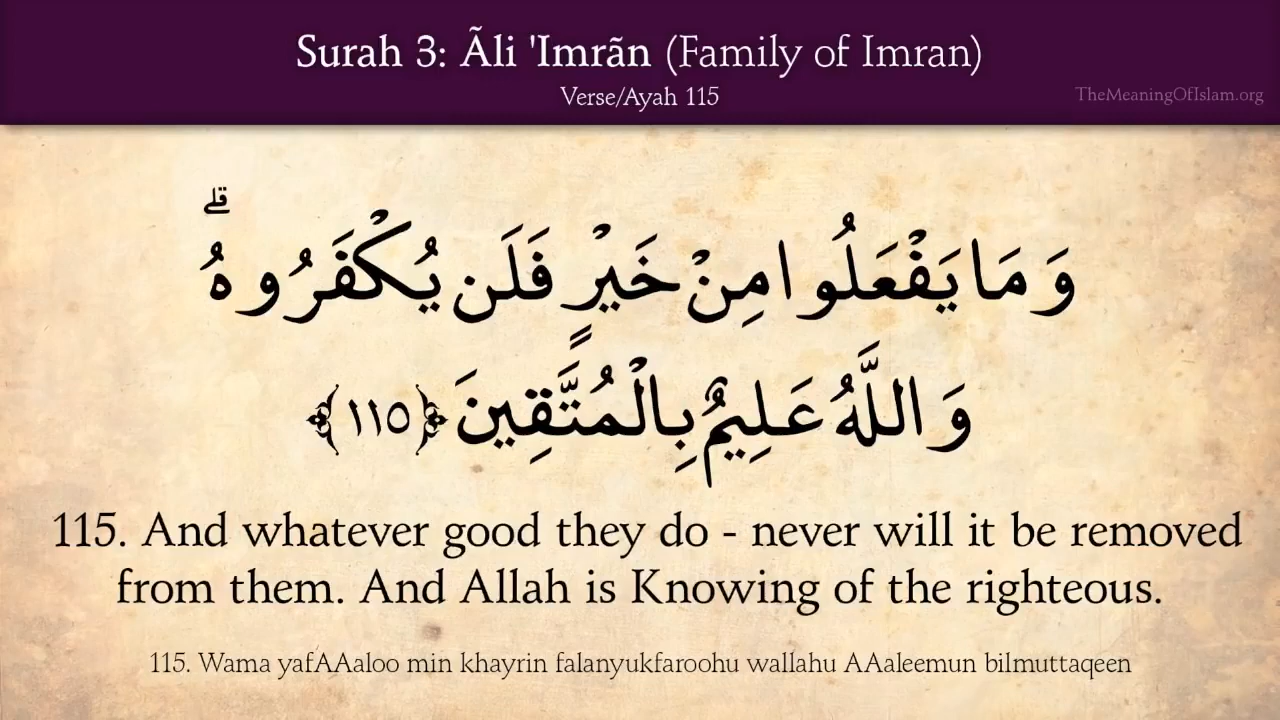 Surah 3: Ãli 'Imrãn (Family of Imran)
Verse/Ayah 115
TheMeaningOfIslam.org
وَمَا يَفْعَلُوا مِنْ خَيْرٍ فَلَن يُكْفَرُوهُ ۗ
وَاللَّهُ عَلِيمٌ بِالْمُتَّقِينَ ﴿١١٥﴾
115. And whatever good they do - never will it be removed
from them. And Allah is Knowing of the righteous.
115. Wama yafAAaloo min khayrin falanyukfaroohu wallahu AAaleemun bilmuttaqeen